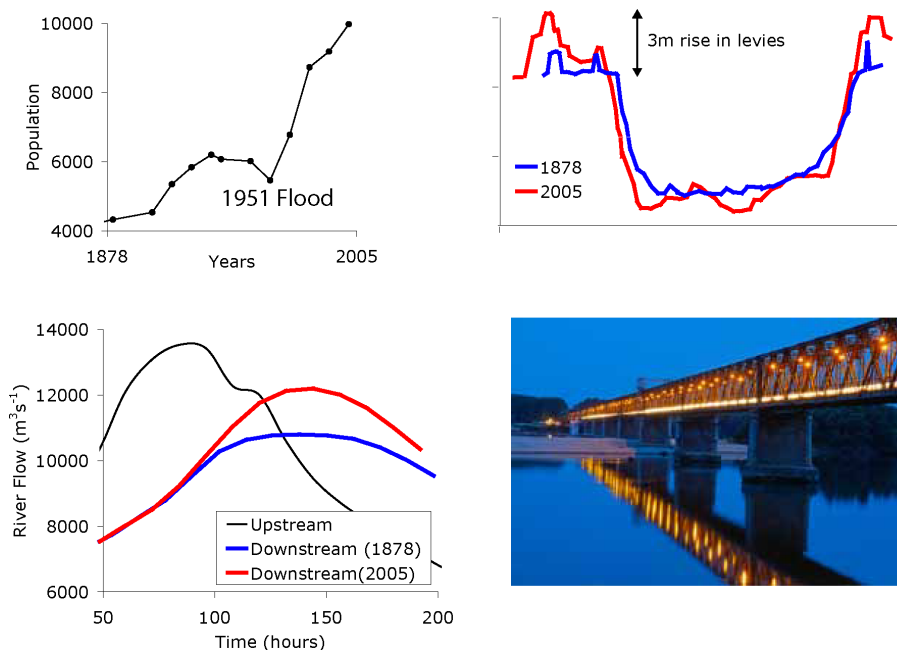 10000
8000
6000
4000
Population
1951 Flood
1878
2005
Years
3m rise in levies
1878
2005
14000
12000
10000
8000
6000
River Flow (m³s⁻¹)
Upstream
Downstream (1878)
Downstream(2005)
50
100
150
200
Time (hours)